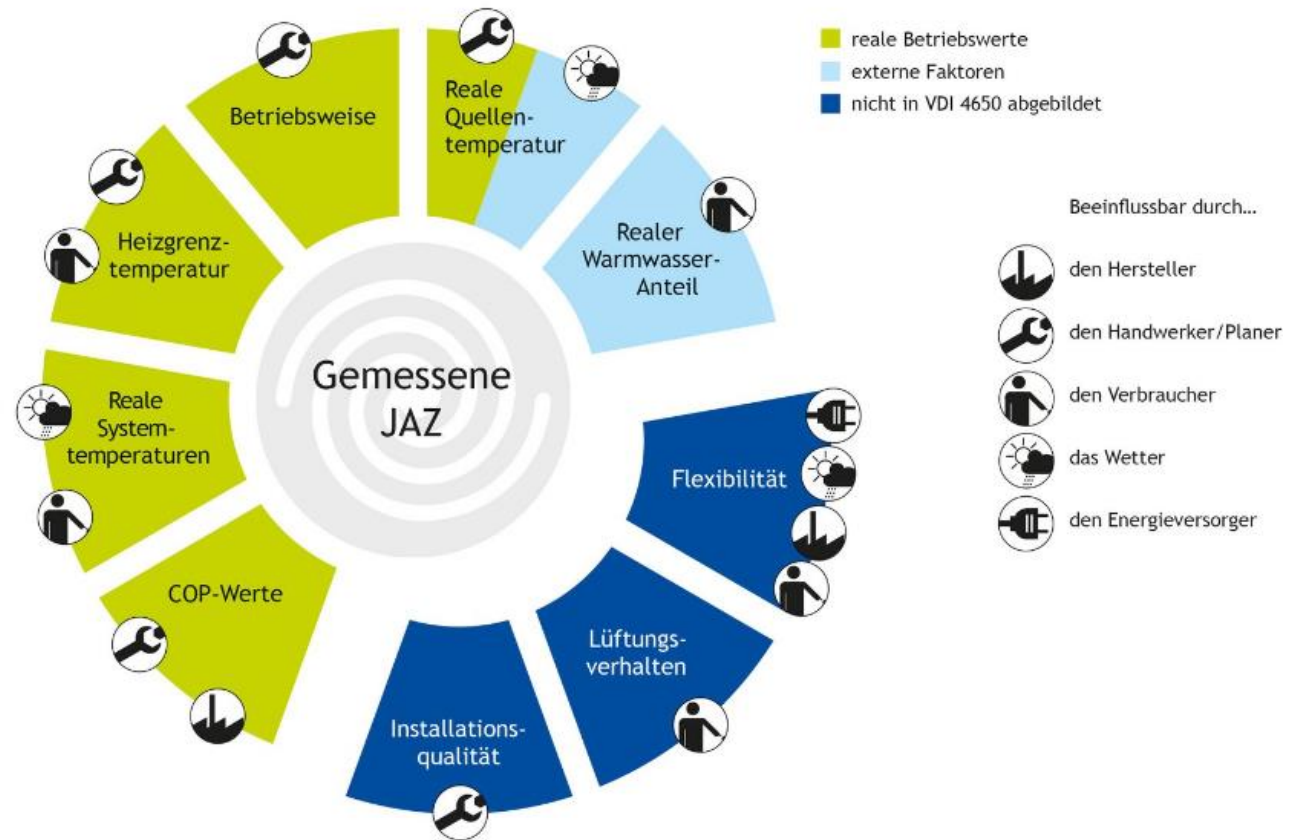 Betriebsweise
Reale
Quellen-
temperatur
Realer
Warmwasser-
Anteil
Heizgrenz-
temperatur
Reale
System-
temperaturen
COP-Werte
Gemessene
JAZ
Flexibilität
Lüftungs-
verhalten
Installations-
qualität
reale Betriebswerte
externe Faktoren
nicht in VDI 4650 abgebildet
Beeinflussbar durch...
den Hersteller
den Handwerker/Planer
den Verbraucher
das Wetter
den Energieversorger